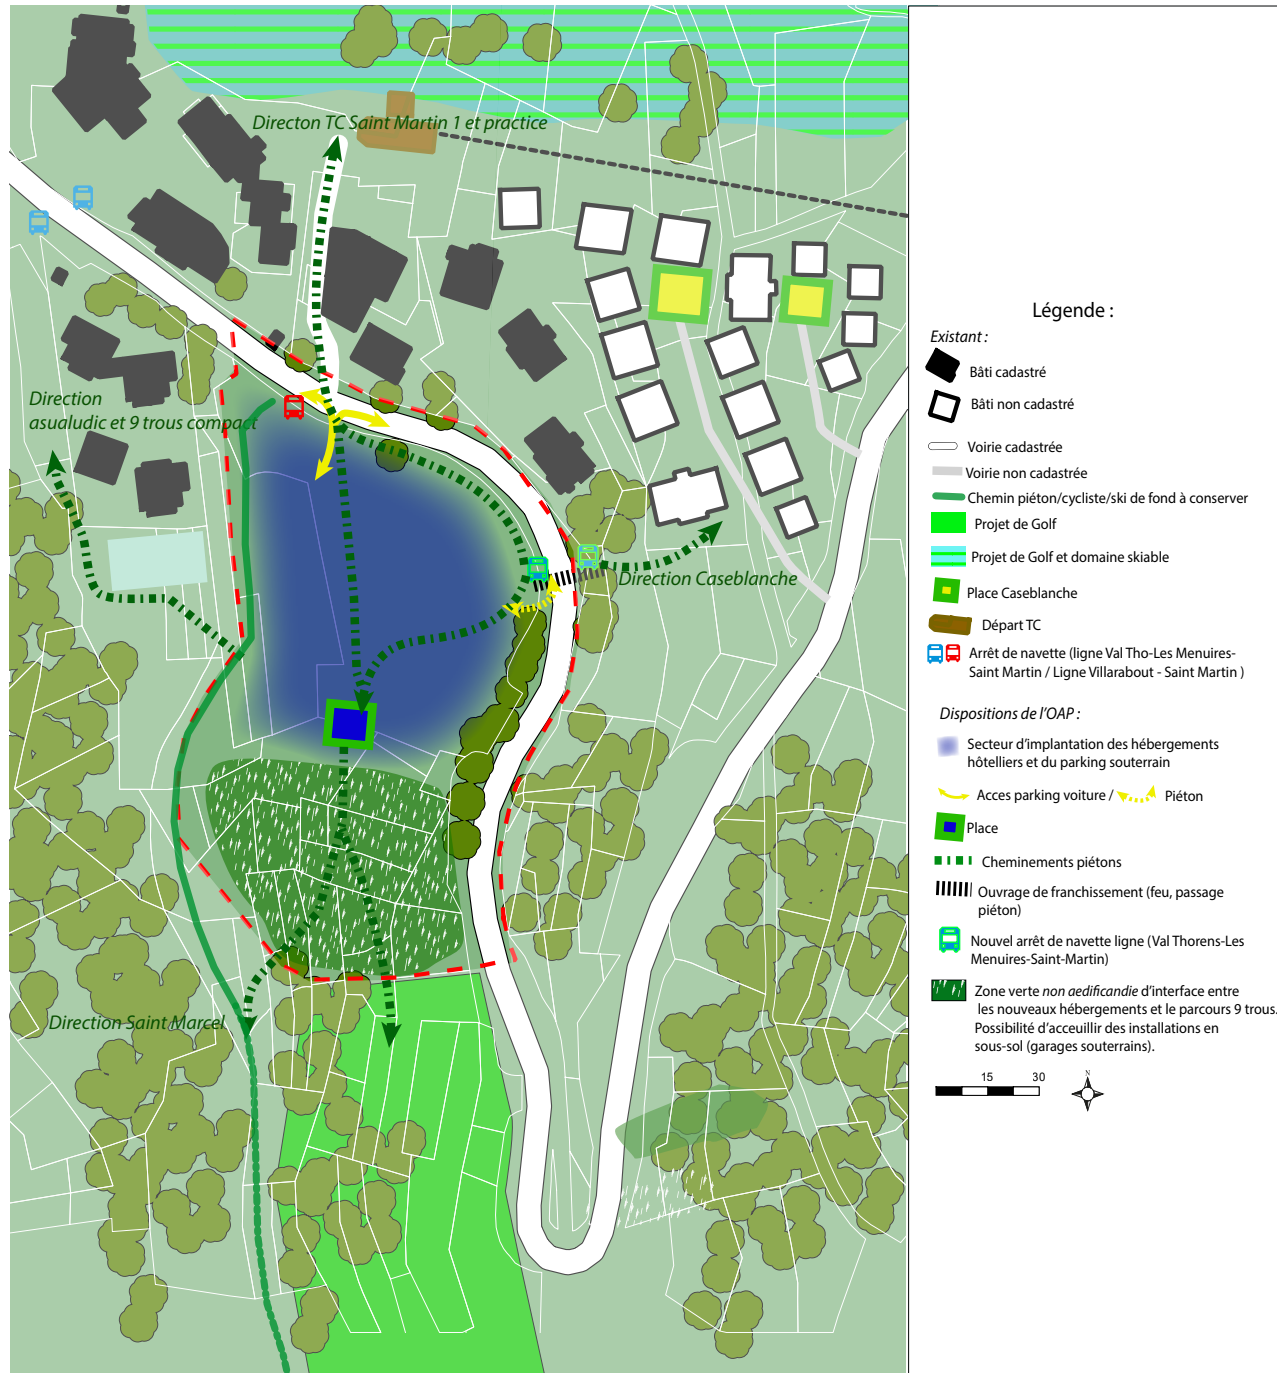 Directon TC Saint Martin 1 et practice
Direction
asualudic et 9 trous compact
Direction Caseblanche
Direction Saint Marcel
Légende :
Existant :
Bâti cadastré
Bâti non cadastré
Voirie cadastrée
Voirie non cadastrée
Chemin piéton/cycliste/ski de fond à conserver
Projet de Golf
Projet de Golf et domaine skiable
Place Caseblanche
Départ TC
Arrêt de navette (ligne Val Tho-Les Menuires-
Saint Martin / Ligne Villarabout - Saint Martin )
Dispositions de l'OAP :
Secteur d'implantation des hébergements
hôtelliers et du parking souterrain
Acces parking voiture / Piéton
Place
Cheminements piétons
Ouvrage de franchissement (feu, passage
piéton)
Nouvel arrêt de navette ligne (Val Thorens-Les
Menuires-Saint-Martin)
Zone verte non aedificandie d'interface entre
les nouveaux hébergements et le parcours 9 trous.
Possibilité d'acceuillir des installations en
sous-sol (garages souterrains).
15 30
N